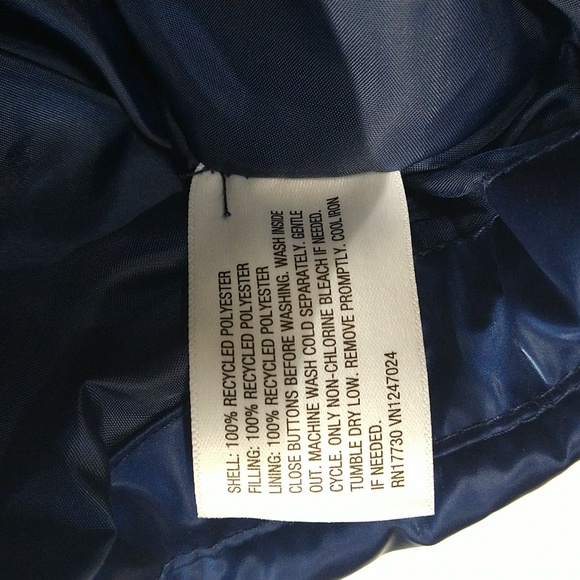 SHELL: 100% RECYCLED POLYESTER
FILLING: 100% RECYCLED POLYESTER
LINING: 100% RECYCLED POLYESTER
CLOSE BUTTONS BEFORE WASHING. WASH INSIDE
OUT. MACHINE WASH COLD SEPARATELY. GENTLE
CYCLE. ONLY NON-CHLORINE BLEACH IF NEEDED.
TUMBLE DRY LOW. REMOVE PROMPTLY. COOL IRON
IF NEEDED.
RN17730 VN1247024